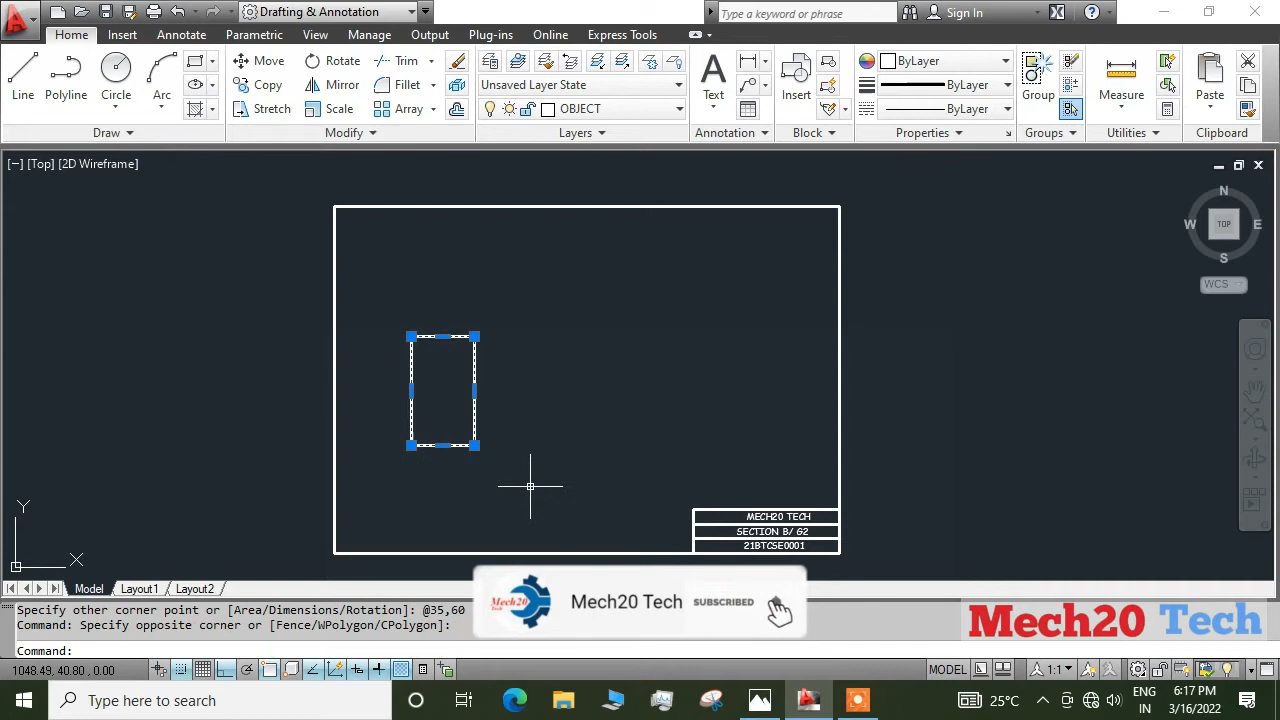 Drafting & Annotation
Type a keyword or phrase
Sign In
Home Insert Annotate Parametric View Manage Output Plug-ins Online Express Tools
Line Polyline Circle Arc
Move Rotate Trim
Copy Mirror Fillet
Stretch Scale Array
Unsaved Layer State
OBJECT
Text
Insert
ByLayer
ByLayer
ByLayer
Group
Measure
Paste
Draw Modify Layers Annotation Block Properties Groups Utilities Clipboard
[−] [Top] [2D Wireframe]
N
W TOP E
S
WCS
MECH20 TECH
SECTION B/ G2
21BTCSE0001
Y
X
Model Layout1 Layout2
Mech20 Tech SUBSCRIBED
Mech20
Tech
Specify other corner point or [Area/Dimensions/Rotation]: @35,60
Command: Specify opposite corner or [Fence/WPolygon/CPolygon]:
Command:
Mech20 Tech
1048.49, 40.80 , 0.00
MODEL
1:1
Type here to search
25°C
ENG
IN
6:17 PM
3/16/2022